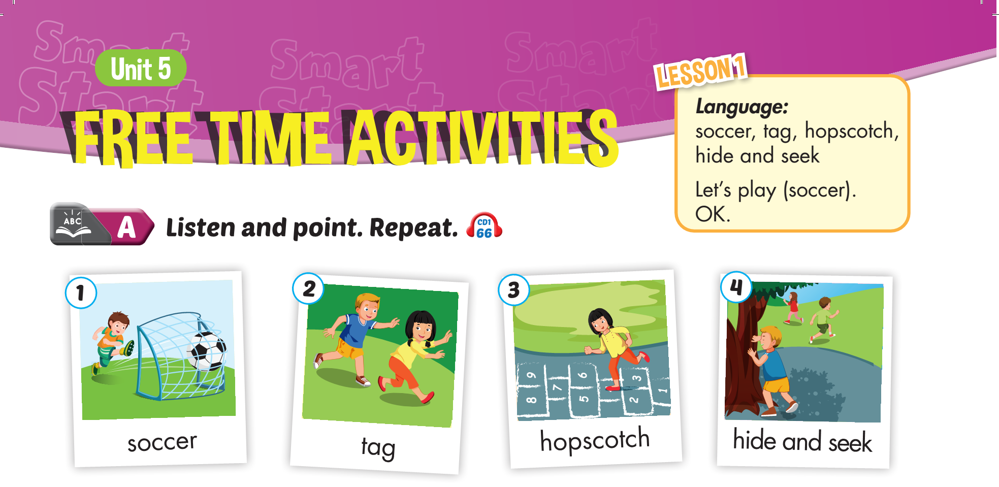 Smart
Start
Smart
Start
Smart
Start
Unit 5
FREE TIME ACTIVITIES
LESSON 1
Language:
soccer, tag, hopscotch,
hide and seek
Let's play (soccer).
OK.
ABC
A Listen and point. Repeat. CD1
66
1
soccer
2
tag
3
9 6 3
7 1
8 5 2
hopscotch
4
hide and seek